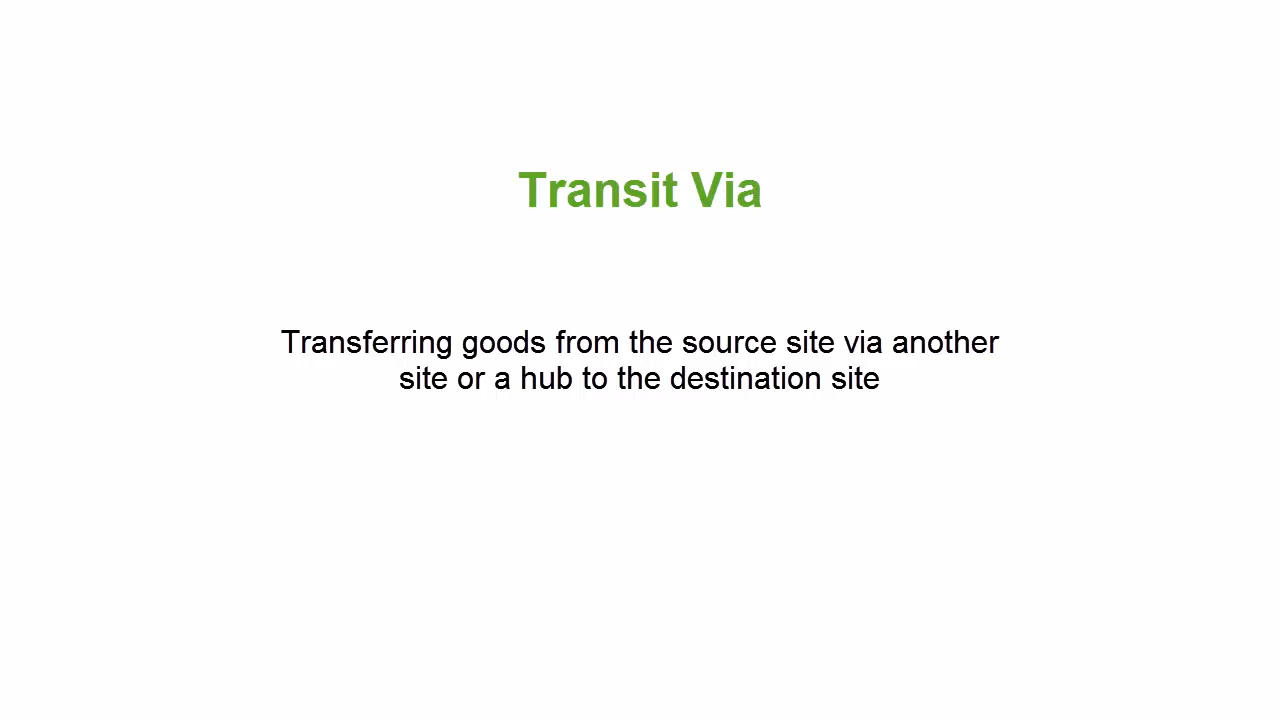 Transit Via
Transferring goods from the source site via another
site or a hub to the destination site